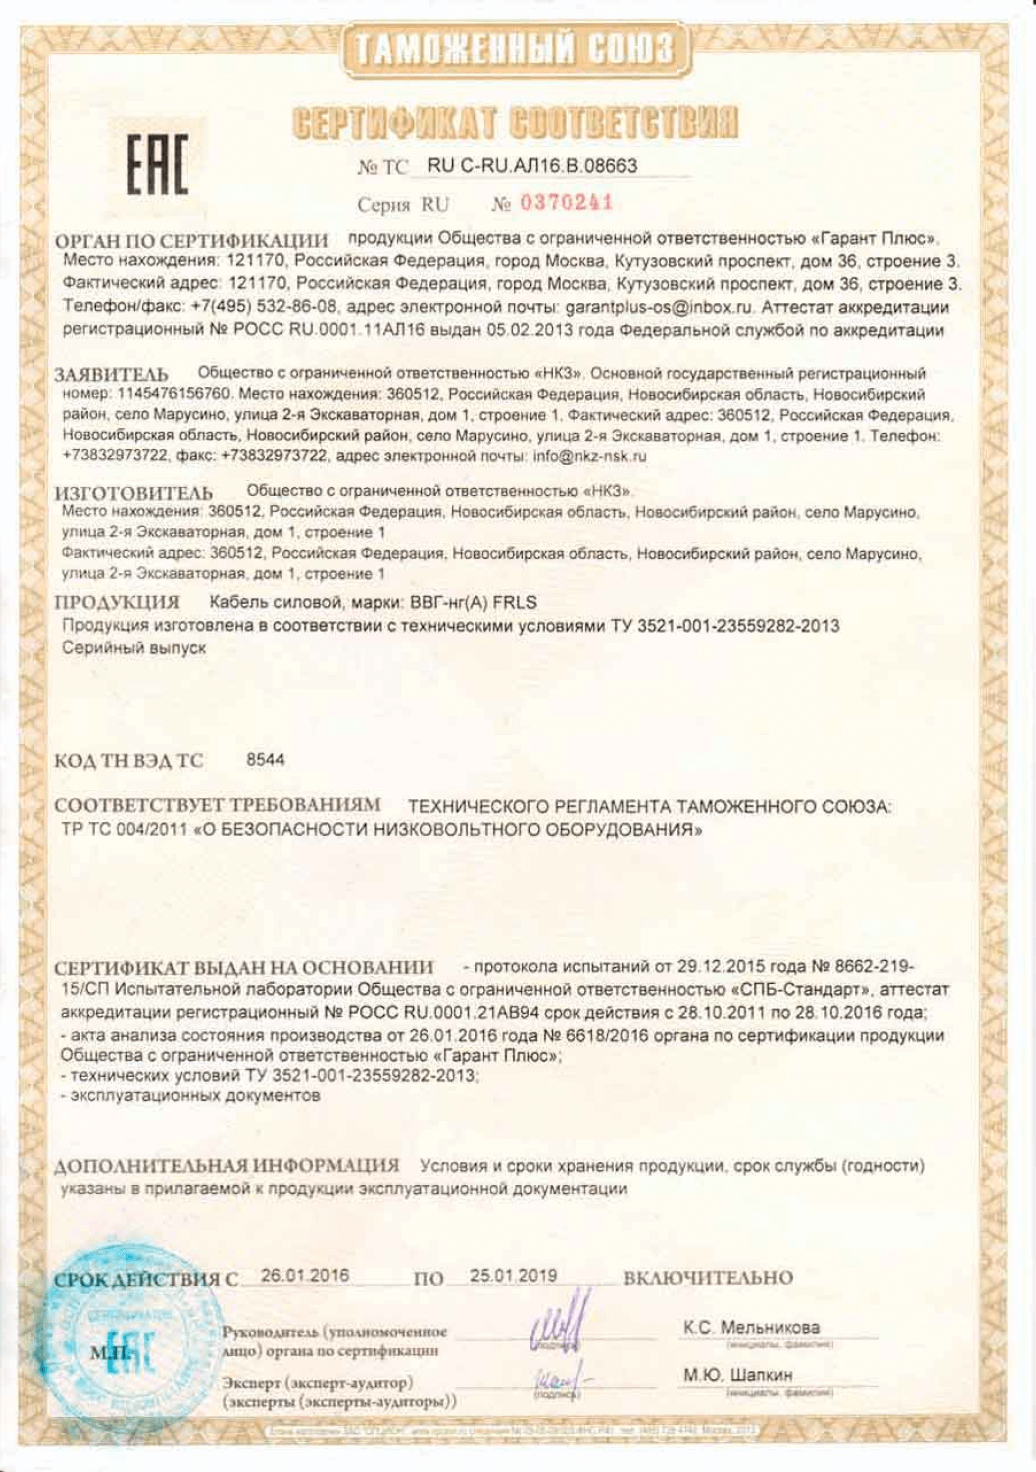 ТАМОЖЕННЫЙ СОЮЗ
СЕРТИФИКАТ СООТВЕТСТВИЯ
ЕАС
№ ТС RU C-RU.АЛ16.В.08663
Серия RU № 0370241
ОРГАН ПО СЕРТИФИКАЦИИ продукции Общества с ограниченной ответственностью «Гарант Плюс».
Место нахождения: 121170, Российская Федерация, город Москва, Кутузовский проспект, дом 36, строение 3.
Фактический адрес: 121170, Российская Федерация, город Москва, Кутузовский проспект, дом 36, строение 3.
Телефон/факс: +7(495) 532-86-08, адрес электронной почты: garantplus-os@inbox.ru. Аттестат аккредитации
регистрационный № РОСС RU.0001.11АЛ16 выдан 05.02.2013 года Федеральной службой по аккредитации
ЗАЯВИТЕЛЬ Общество с ограниченной ответственностью «НКЗ». Основной государственный регистрационный
номер: 1145476156760. Место нахождения: 360512, Российская Федерация, Новосибирская область, Новосибирский
район, село Марусино, улица 2-я Экскаваторная, дом 1, строение 1. Фактический адрес: 360512, Российская Федерация,
Новосибирская область, Новосибирский район, село Марусино, улица 2-я Экскаваторная, дом 1, строение 1. Телефон:
+73832973722, факс: +73832973722, адрес электронной почты: info@nkz-nsk.ru
ИЗГОТОВИТЕЛЬ Общество с ограниченной ответственностью «НКЗ».
Место нахождения: 360512, Российская Федерация, Новосибирская область, Новосибирский район, село Марусино,
улица 2-я Экскаваторная, дом 1, строение 1
Фактический адрес: 360512, Российская Федерация, Новосибирская область, Новосибирский район, село Марусино,
улица 2-я Экскаваторная, дом 1, строение 1
ПРОДУКЦИЯ Кабель силовой, марки: ВВГ-нг(А) FRLS
Продукция изготовлена в соответствии с техническими условиями ТУ 3521-001-23559282-2013
Серийный выпуск
КОД ТН ВЭД ТС 8544
СООТВЕТСТВУЕТ ТРЕБОВАНИЯМ ТЕХНИЧЕСКОГО РЕГЛАМЕНТА ТАМОЖЕННОГО СОЮЗА:
ТР ТС 004/2011 «О БЕЗОПАСНОСТИ НИЗКОВОЛЬТНОГО ОБОРУДОВАНИЯ»
СЕРТИФИКАТ ВЫДАН НА ОСНОВАНИИ - протокола испытаний от 29.12.2015 года № 8662-219-
15/СП Испытательной лаборатории Общества с ограниченной ответственностью «СПБ-Стандарт», аттестат
аккредитации регистрационный № РОСС RU.0001.21АВ94 срок действия с 28.10.2011 по 28.10.2016 года;
- акта анализа состояния производства от 26.01.2016 года № 6618/2016 органа по сертификации продукции
Общества с ограниченной ответственностью «Гарант Плюс»;
- технических условий ТУ 3521-001-23559282-2013;
- эксплуатационных документов
ДОПОЛНИТЕЛЬНАЯ ИНФОРМАЦИЯ Условия и сроки хранения продукции, срок службы (годности)
указаны в прилагаемой к продукции эксплуатационной документации
СРОК ДЕЙСТВИЯ С 26.01.2016 ПО 25.01.2019 ВКЛЮЧИТЕЛЬНО
М.П.
ЕАС
Руководитель (уполномоченное
лицо) органа по сертификации
(подпись)
К.С. Мельникова
(инициалы, фамилия)
Эксперт (эксперт-аудитор)
(эксперты (эксперты-аудиторы))
(подпись)
М.Ю. Шапкин
(инициалы, фамилия)